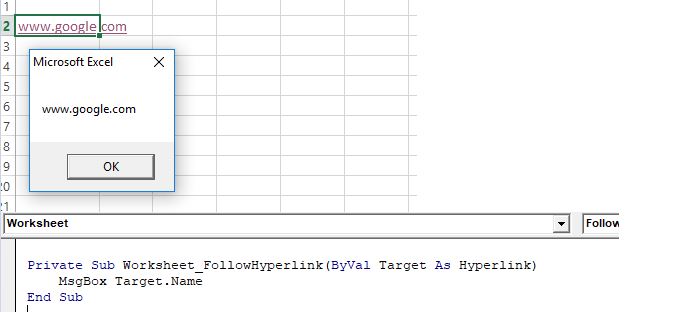 1
2 www.google.com
3
4
Microsoft Excel
5
www.google.com
6
7
8
OK
9
20
21
Worksheet
Follow
Private Sub Worksheet_FollowHyperlink(ByVal Target As Hyperlink)
MsgBox Target.Name
End Sub